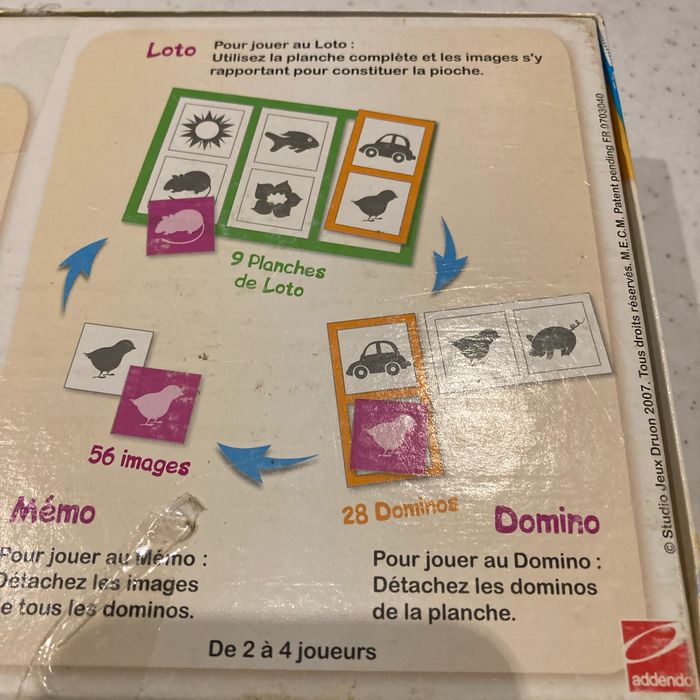 Loto
Pour jouer au Loto :
Utilisez la planche complète et les images s'y
rapportant pour constituer la pioche.
9 Planches
de Loto
56 images
28 Dominos
Mémo
Pour jouer au Mémo :
Détachez les images
de tous les dominos.
Domino
Pour jouer au Domino :
Détachez les dominos
de la planche.
De 2 à 4 joueurs
© Studio Jeux Druon 2007. Tous droits réservés. M.E.C.M. Patent pending FR 0703040
addendo